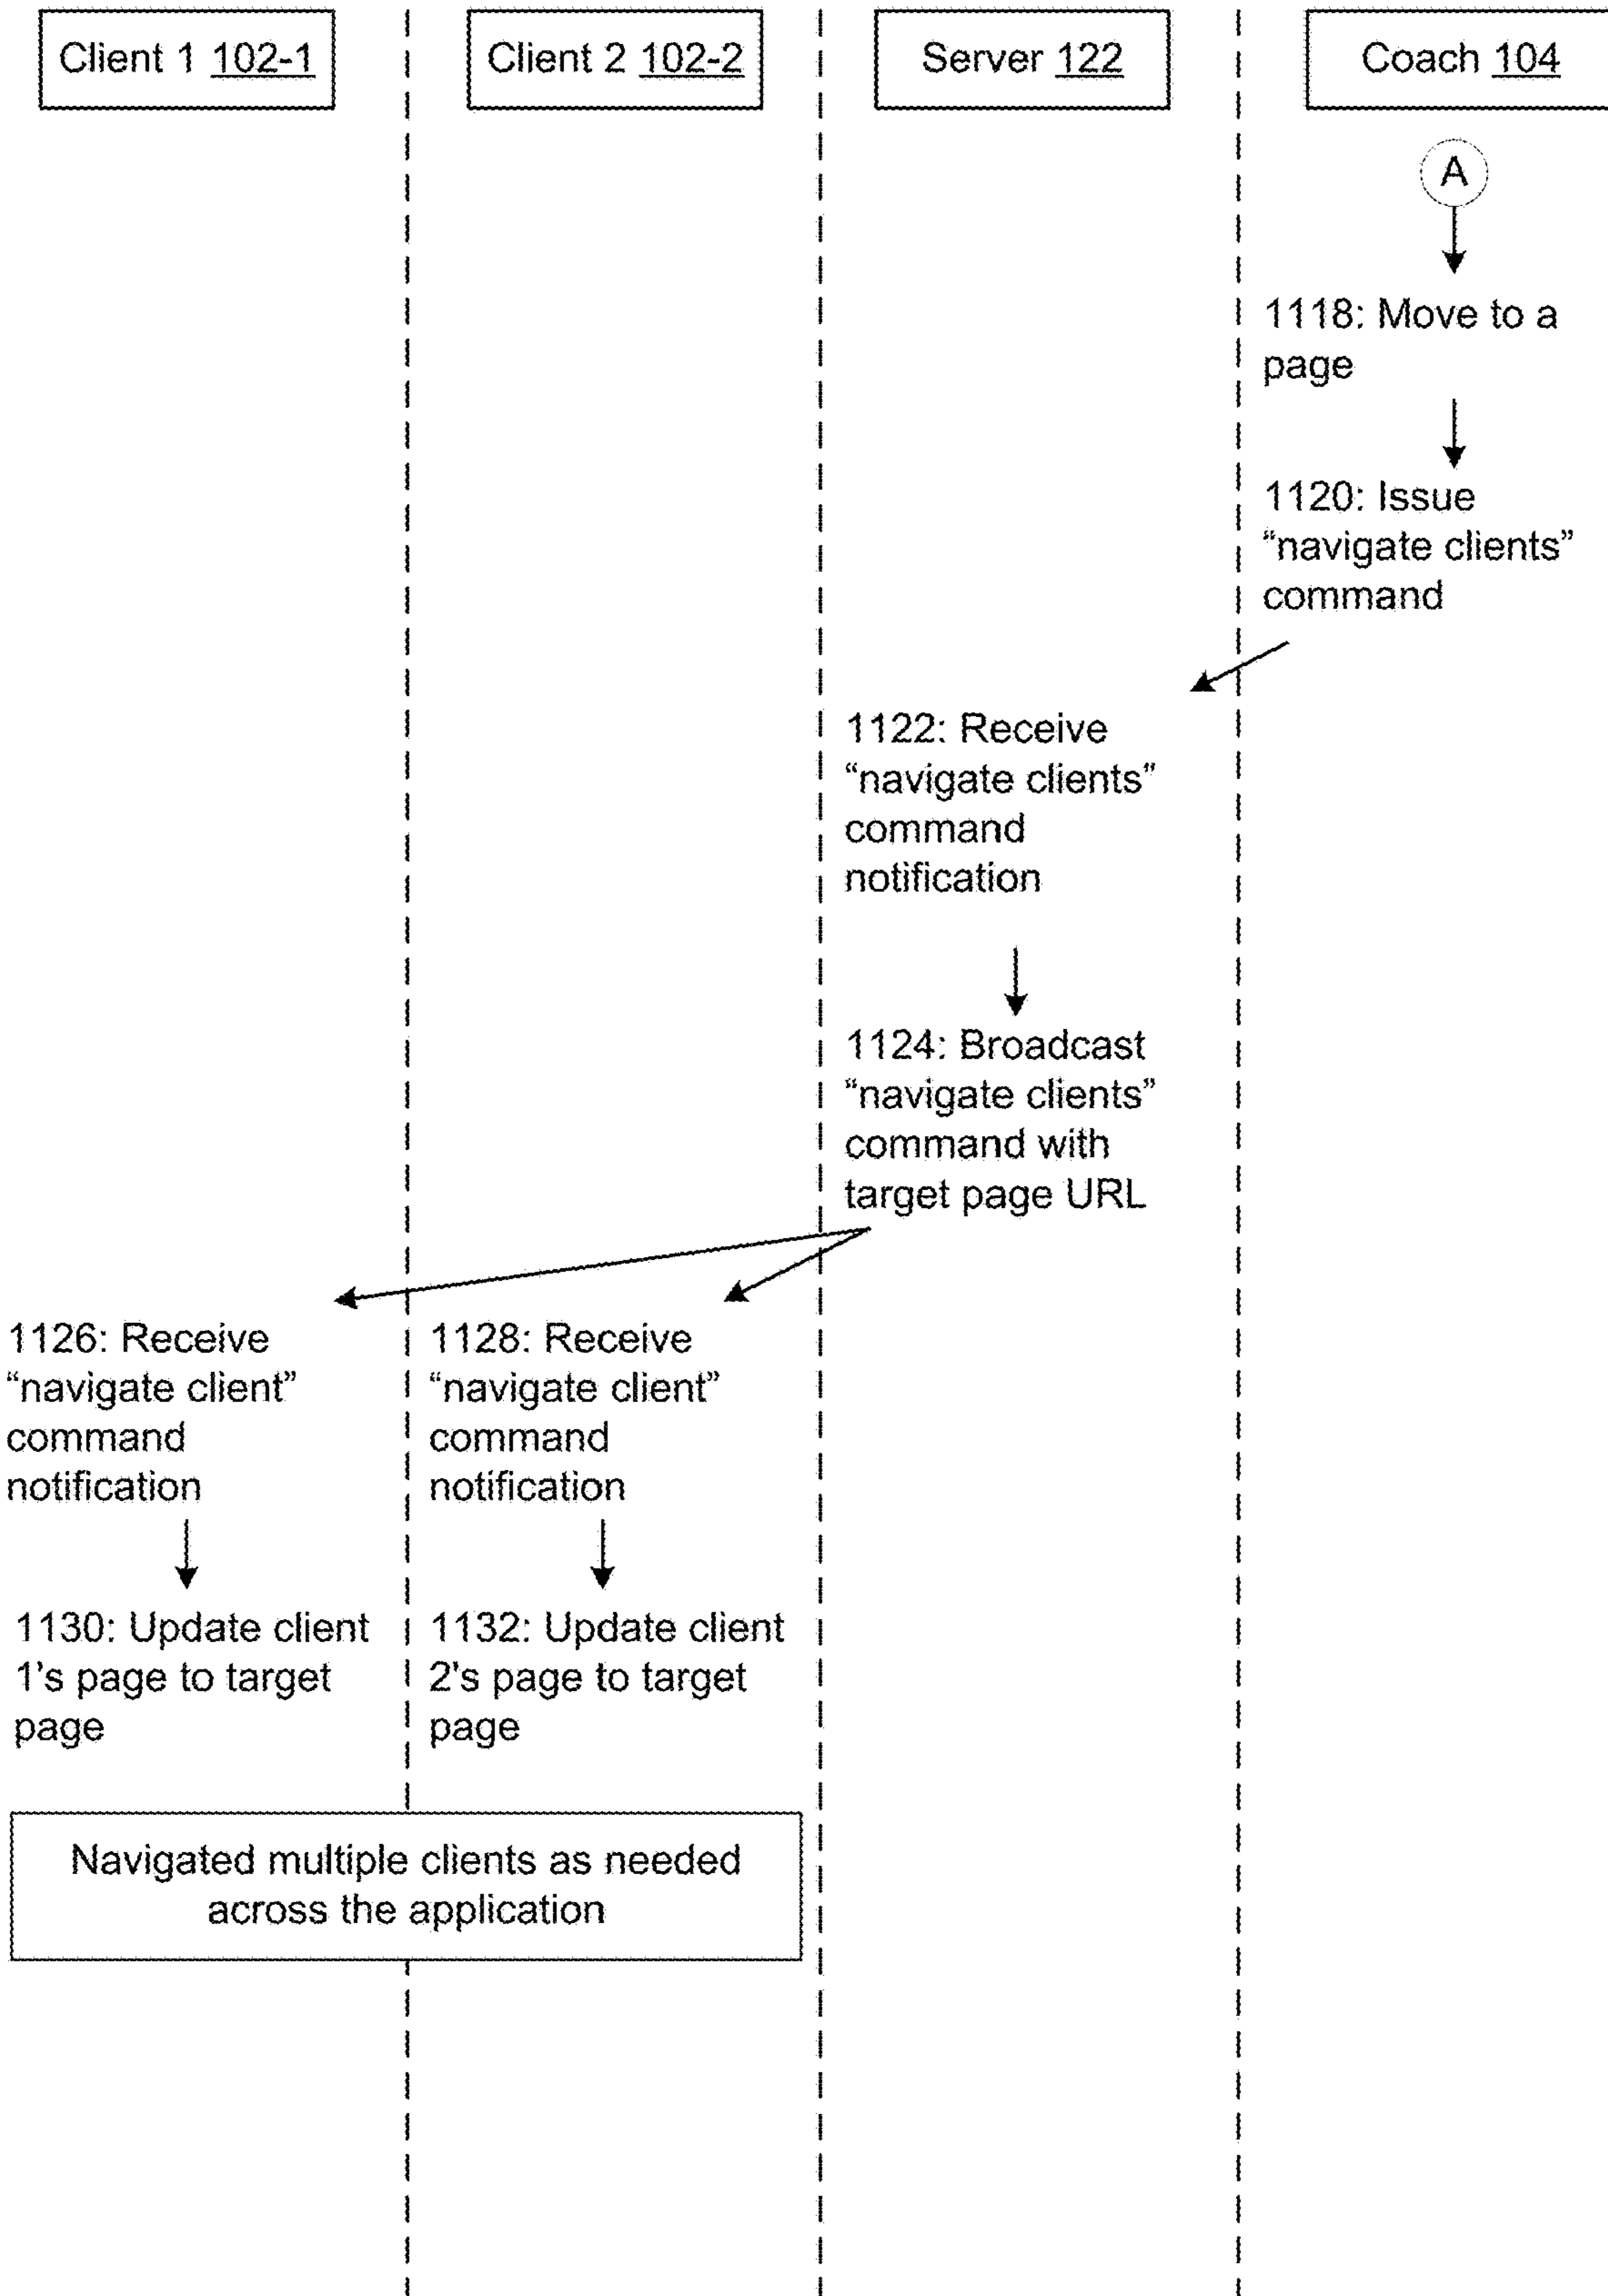 Client 1 102-1
Client 2 102-2
Server 122
Coach 104
A
1118: Move to a
page
1120: Issue
“navigate clients”
command
1122: Receive
“navigate clients”
command
notification
1124: Broadcast
“navigate clients”
command with
target page URL
1126: Receive
“navigate client”
command
notification
1128: Receive
“navigate client”
command
notification
1130: Update client
1's page to target
page
1132: Update client
2's page to target
page
Navigated multiple clients as needed
across the application